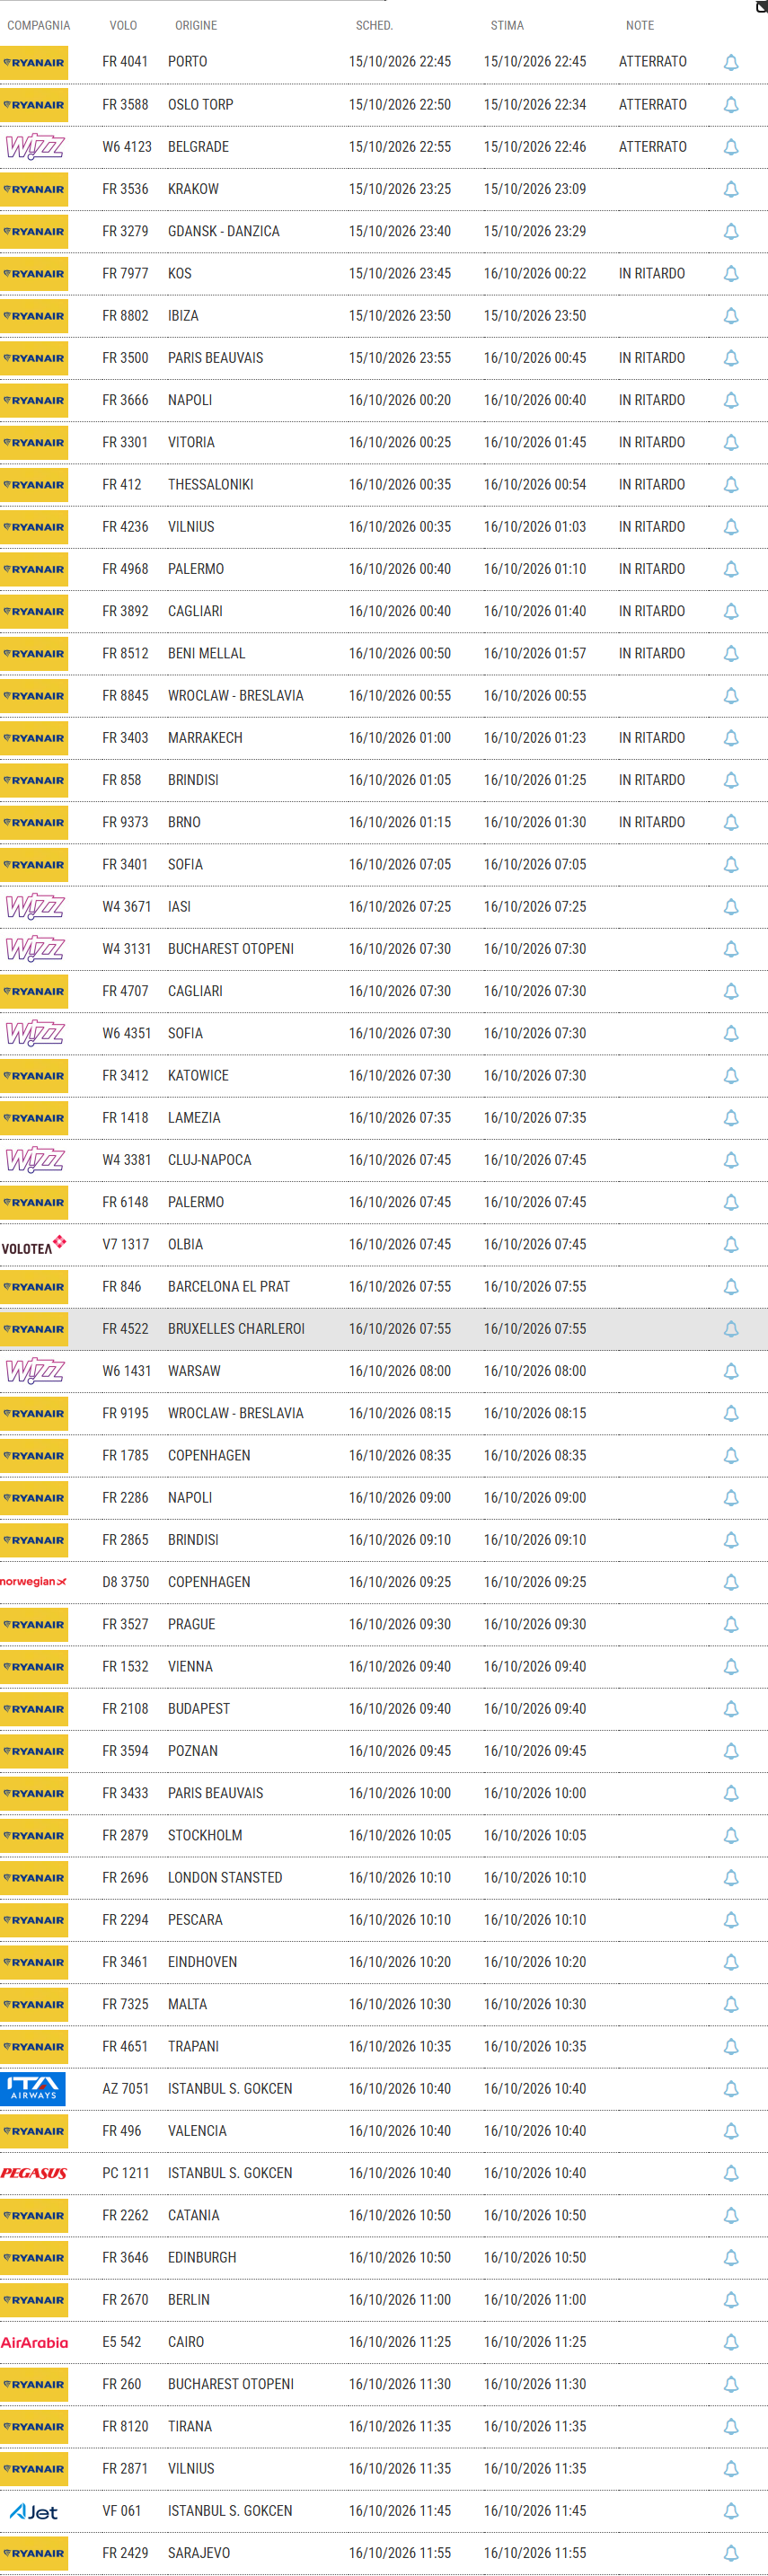 COMPAGNIA VOLO ORIGINE SCHED. STIMA NOTE
RYANAIR FR 4041 PORTO 15/10/2026 22:45 15/10/2026 22:45 ATTERRATO
RYANAIR FR 3588 OSLO TORP 15/10/2026 22:50 15/10/2026 22:34 ATTERRATO
WIZZ W6 4123 BELGRADE 15/10/2026 22:55 15/10/2026 22:46 ATTERRATO
RYANAIR FR 3536 KRAKOW 15/10/2026 23:25 15/10/2026 23:09
RYANAIR FR 3279 GDANSK - DANZICA 15/10/2026 23:40 15/10/2026 23:29
RYANAIR FR 7977 KOS 15/10/2026 23:45 16/10/2026 00:22 IN RITARDO
RYANAIR FR 8802 IBIZA 15/10/2026 23:50 15/10/2026 23:50
RYANAIR FR 3500 PARIS BEAUVAIS 15/10/2026 23:55 16/10/2026 00:45 IN RITARDO
RYANAIR FR 3666 NAPOLI 16/10/2026 00:20 16/10/2026 00:40 IN RITARDO
RYANAIR FR 3301 VITORIA 16/10/2026 00:25 16/10/2026 01:45 IN RITARDO
RYANAIR FR 412 THESSALONIKI 16/10/2026 00:35 16/10/2026 00:54 IN RITARDO
RYANAIR FR 4236 VILNIUS 16/10/2026 00:35 16/10/2026 01:03 IN RITARDO
RYANAIR FR 4968 PALERMO 16/10/2026 00:40 16/10/2026 01:10 IN RITARDO
RYANAIR FR 3892 CAGLIARI 16/10/2026 00:40 16/10/2026 01:40 IN RITARDO
RYANAIR FR 8512 BENI MELLAL 16/10/2026 00:50 16/10/2026 01:57 IN RITARDO
RYANAIR FR 8845 WROCLAW - BRESLAVIA 16/10/2026 00:55 16/10/2026 00:55
RYANAIR FR 3403 MARRAKECH 16/10/2026 01:00 16/10/2026 01:23 IN RITARDO
RYANAIR FR 858 BRINDISI 16/10/2026 01:05 16/10/2026 01:25 IN RITARDO
RYANAIR FR 9373 BRNO 16/10/2026 01:15 16/10/2026 01:30 IN RITARDO
RYANAIR FR 3401 SOFIA 16/10/2026 07:05 16/10/2026 07:05
WIZZ W4 3671 IASI 16/10/2026 07:25 16/10/2026 07:25
WIZZ W4 3131 BUCHAREST OTOPENI 16/10/2026 07:30 16/10/2026 07:30
RYANAIR FR 4707 CAGLIARI 16/10/2026 07:30 16/10/2026 07:30
WIZZ W6 4351 SOFIA 16/10/2026 07:30 16/10/2026 07:30
RYANAIR FR 3412 KATOWICE 16/10/2026 07:30 16/10/2026 07:30
RYANAIR FR 1418 LAMEZIA 16/10/2026 07:35 16/10/2026 07:35
WIZZ W4 3381 CLUJ-NAPOCA 16/10/2026 07:45 16/10/2026 07:45
RYANAIR FR 6148 PALERMO 16/10/2026 07:45 16/10/2026 07:45
VOLOTEA V7 1317 OLBIA 16/10/2026 07:45 16/10/2026 07:45
RYANAIR FR 846 BARCELONA EL PRAT 16/10/2026 07:55 16/10/2026 07:55
RYANAIR FR 4522 BRUXELLES CHARLEROI 16/10/2026 07:55 16/10/2026 07:55
WIZZ W6 1431 WARSAW 16/10/2026 08:00 16/10/2026 08:00
RYANAIR FR 9195 WROCLAW - BRESLAVIA 16/10/2026 08:15 16/10/2026 08:15
RYANAIR FR 1785 COPENHAGEN 16/10/2026 08:35 16/10/2026 08:35
RYANAIR FR 2286 NAPOLI 16/10/2026 09:00 16/10/2026 09:00
RYANAIR FR 2865 BRINDISI 16/10/2026 09:10 16/10/2026 09:10
norwegian D8 3750 COPENHAGEN 16/10/2026 09:25 16/10/2026 09:25
RYANAIR FR 3527 PRAGUE 16/10/2026 09:30 16/10/2026 09:30
RYANAIR FR 1532 VIENNA 16/10/2026 09:40 16/10/2026 09:40
RYANAIR FR 2108 BUDAPEST 16/10/2026 09:40 16/10/2026 09:40
RYANAIR FR 3594 POZNAN 16/10/2026 09:45 16/10/2026 09:45
RYANAIR FR 3433 PARIS BEAUVAIS 16/10/2026 10:00 16/10/2026 10:00
RYANAIR FR 2879 STOCKHOLM 16/10/2026 10:05 16/10/2026 10:05
RYANAIR FR 2696 LONDON STANSTED 16/10/2026 10:10 16/10/2026 10:10
RYANAIR FR 2294 PESCARA 16/10/2026 10:10 16/10/2026 10:10
RYANAIR FR 3461 EINDHOVEN 16/10/2026 10:20 16/10/2026 10:20
RYANAIR FR 7325 MALTA 16/10/2026 10:30 16/10/2026 10:30
RYANAIR FR 4651 TRAPANI 16/10/2026 10:35 16/10/2026 10:35
ITA AIRWAYS AZ 7051 ISTANBUL S. GOKCEN 16/10/2026 10:40 16/10/2026 10:40
RYANAIR FR 496 VALENCIA 16/10/2026 10:40 16/10/2026 10:40
PEGASUS PC 1211 ISTANBUL S. GOKCEN 16/10/2026 10:40 16/10/2026 10:40
RYANAIR FR 2262 CATANIA 16/10/2026 10:50 16/10/2026 10:50
RYANAIR FR 3646 EDINBURGH 16/10/2026 10:50 16/10/2026 10:50
RYANAIR FR 2670 BERLIN 16/10/2026 11:00 16/10/2026 11:00
AirArabia E5 542 CAIRO 16/10/2026 11:25 16/10/2026 11:25
RYANAIR FR 260 BUCHAREST OTOPENI 16/10/2026 11:30 16/10/2026 11:30
RYANAIR FR 8120 TIRANA 16/10/2026 11:35 16/10/2026 11:35
RYANAIR FR 2871 VILNIUS 16/10/2026 11:35 16/10/2026 11:35
AJet VF 061 ISTANBUL S. GOKCEN 16/10/2026 11:45 16/10/2026 11:45
RYANAIR FR 2429 SARAJEVO 16/10/2026 11:55 16/10/2026 11:55